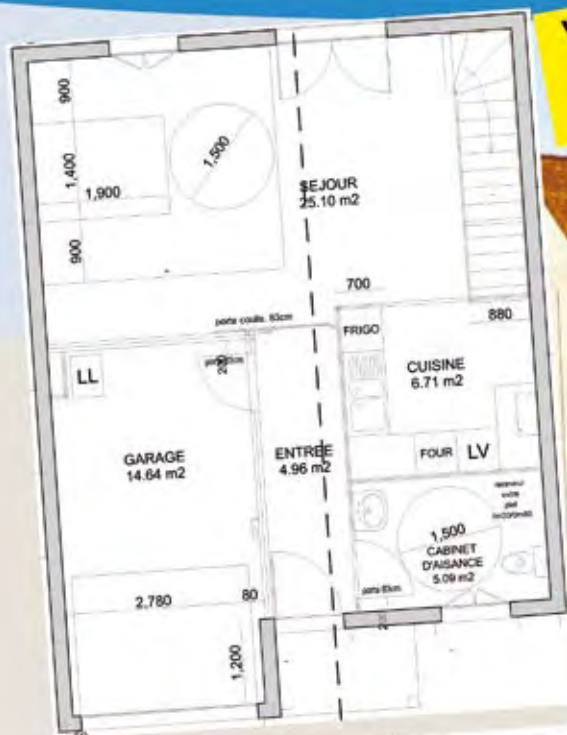 900
1,400
1,900
900
1,500
SEJOUR
25.10 m2
700
880
porte coulis. 83cm
FRIGO
CUISINE
6.71 m2
LL
GARAGE
14.64 m2
ENTREE
4.96 m2
FOUR
LV
1,500
CABINET
D'AISANCE
5.09 m2
porte 83cm
2.780
80
1,200